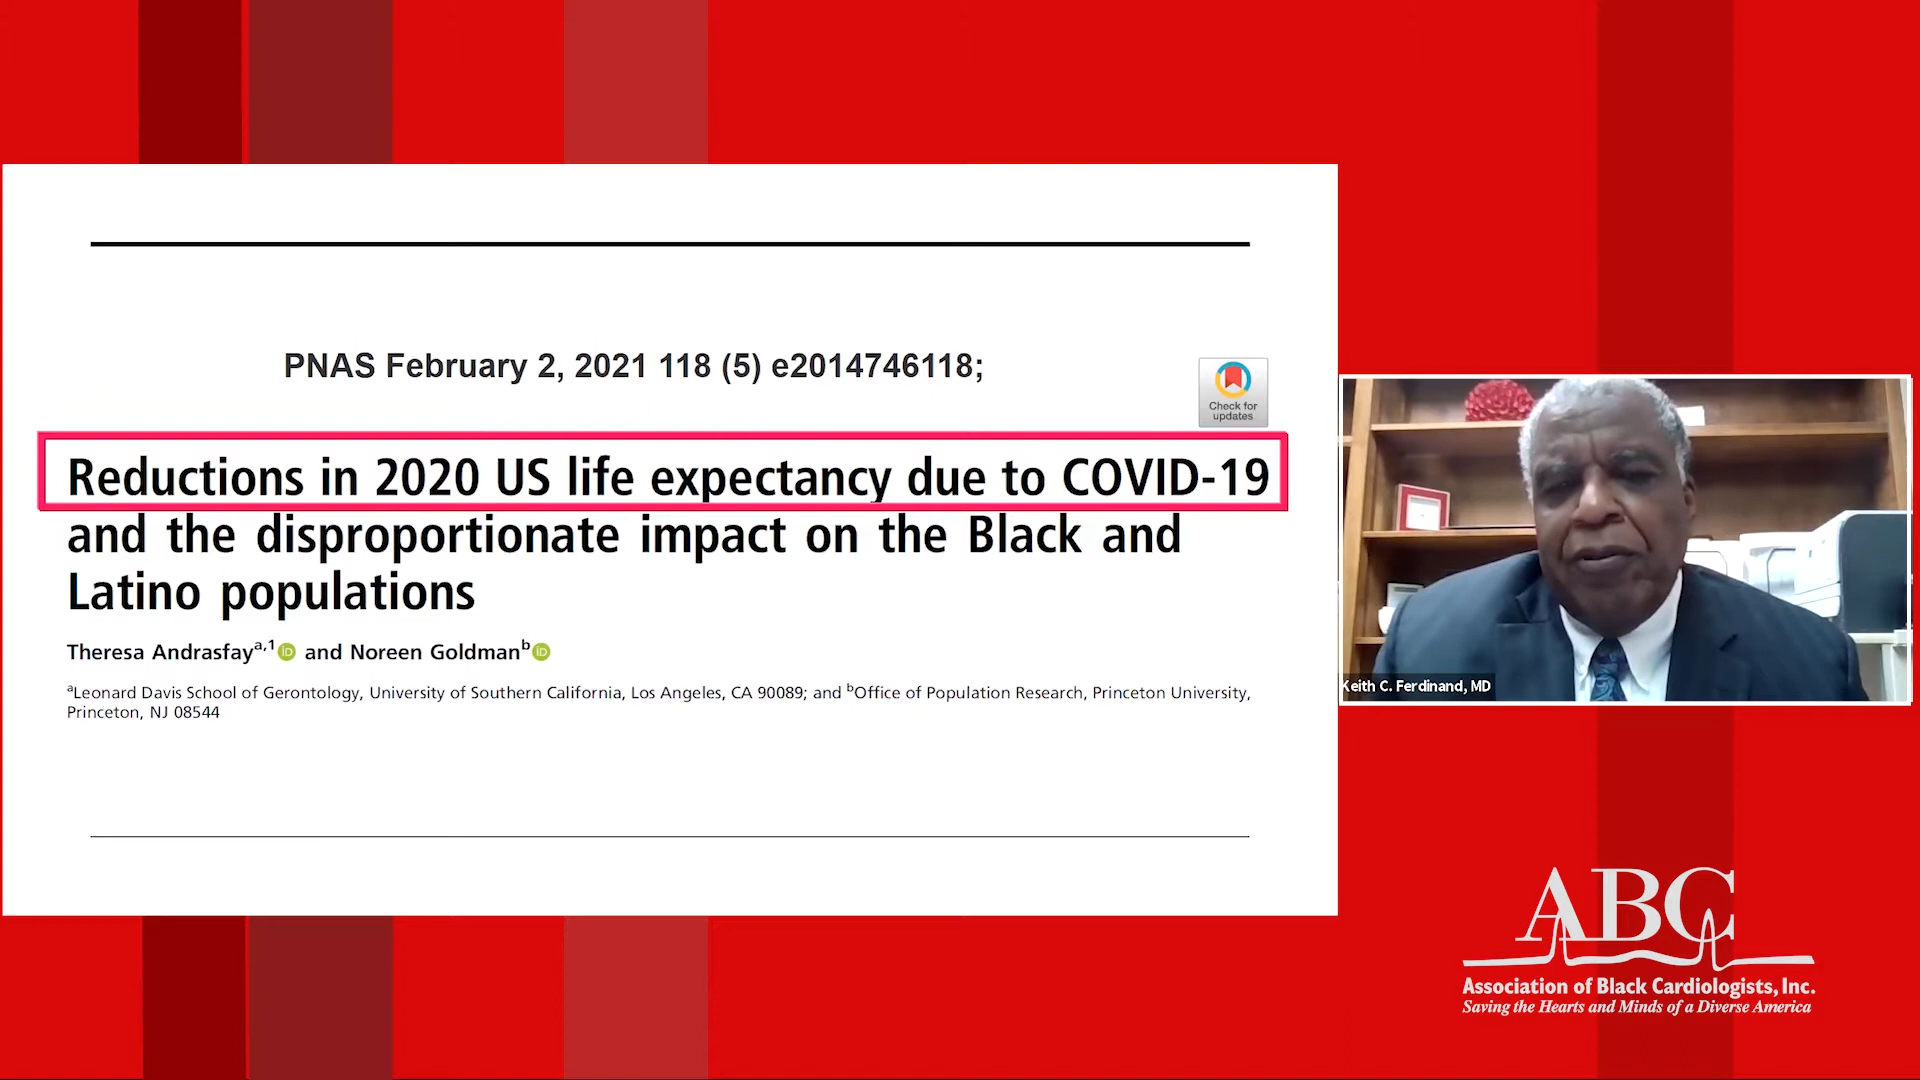 PNAS February 2, 2021 118 (5) e2014746118;
Check for
updates
Reductions in 2020 US life expectancy due to COVID-19
and the disproportionate impact on the Black and
Latino populations
Theresa Andrasfay a,1 iD and Noreen Goldman b iD
aLeonard Davis School of Gerontology, University of Southern California, Los Angeles, CA 90089; and bOffice of Population Research, Princeton University,
Princeton, NJ 08544
Keith C. Ferdinand, MD
ABC
Association of Black Cardiologists, Inc.
Saving the Hearts and Minds of a Diverse America